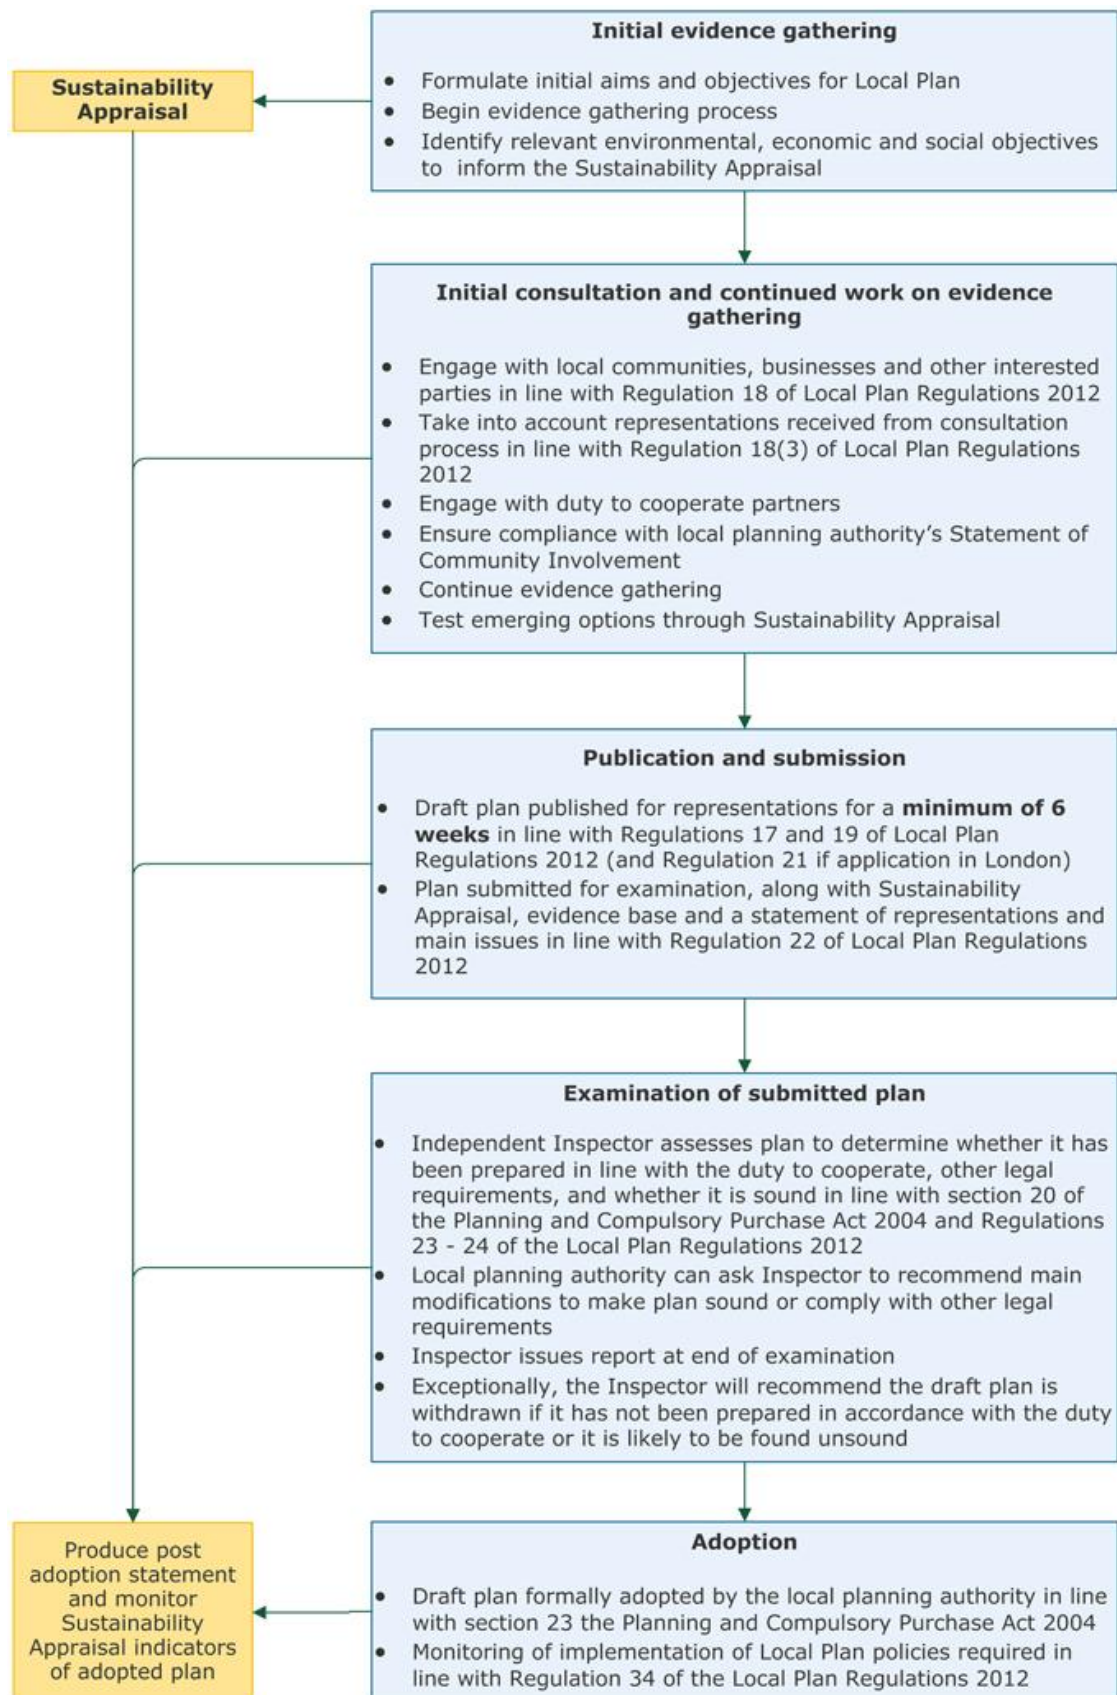 Initial evidence gathering
• Formulate initial aims and objectives for Local Plan
• Begin evidence gathering process
• Identify relevant environmental, economic and social objectives
to inform the Sustainability Appraisal
Sustainability
Appraisal
Initial consultation and continued work on evidence
gathering
• Engage with local communities, businesses and other interested
parties in line with Regulation 18 of Local Plan Regulations 2012
• Take into account representations received from consultation
process in line with Regulation 18(3) of Local Plan Regulations
2012
• Engage with duty to cooperate partners
• Ensure compliance with local planning authority’s Statement of
Community Involvement
• Continue evidence gathering
• Test emerging options through Sustainability Appraisal
Publication and submission
• Draft plan published for representations for a minimum of 6
weeks in line with Regulations 17 and 19 of Local Plan
Regulations 2012 (and Regulation 21 if application in London)
• Plan submitted for examination, along with Sustainability
Appraisal, evidence base and a statement of representations and
main issues in line with Regulation 22 of Local Plan Regulations
2012
Examination of submitted plan
• Independent Inspector assesses plan to determine whether it has
been prepared in line with the duty to cooperate, other legal
requirements, and whether it is sound in line with section 20 of
the Planning and Compulsory Purchase Act 2004 and Regulations
23 - 24 of the Local Plan Regulations 2012
• Local planning authority can ask Inspector to recommend main
modifications to make plan sound or comply with other legal
requirements
• Inspector issues report at end of examination
• Exceptionally, the Inspector will recommend the draft plan is
withdrawn if it has not been prepared in accordance with the duty
to cooperate or it is likely to be found unsound
Adoption
• Draft plan formally adopted by the local planning authority in line
with section 23 the Planning and Compulsory Purchase Act 2004
• Monitoring of implementation of Local Plan policies required in
line with Regulation 34 of the Local Plan Regulations 2012
Produce post
adoption statement
and monitor
Sustainability
Appraisal indicators
of adopted plan